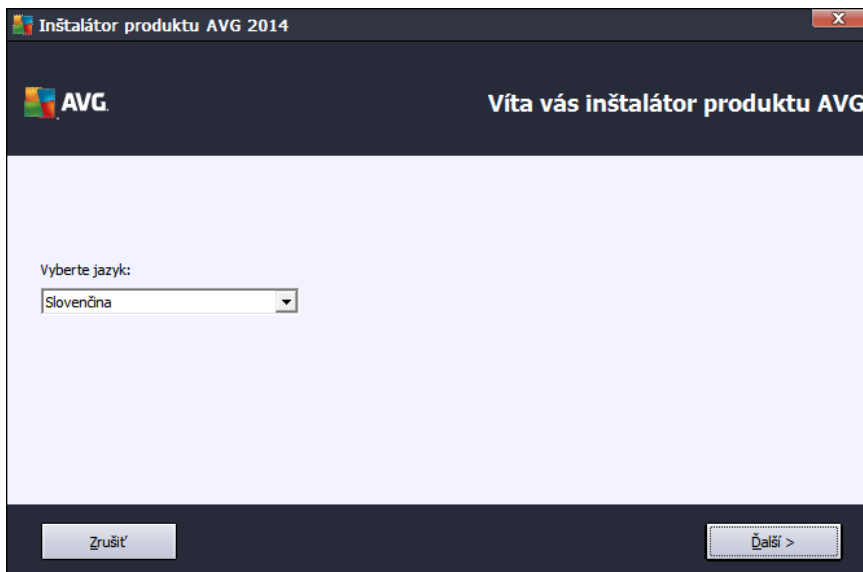 Inštalátor produktu AVG 2014
AVG.
Víta vás inštalátor produktu AVG
Vyberte jazyk:
Slovenčina
Zrušiť
Ďalší >